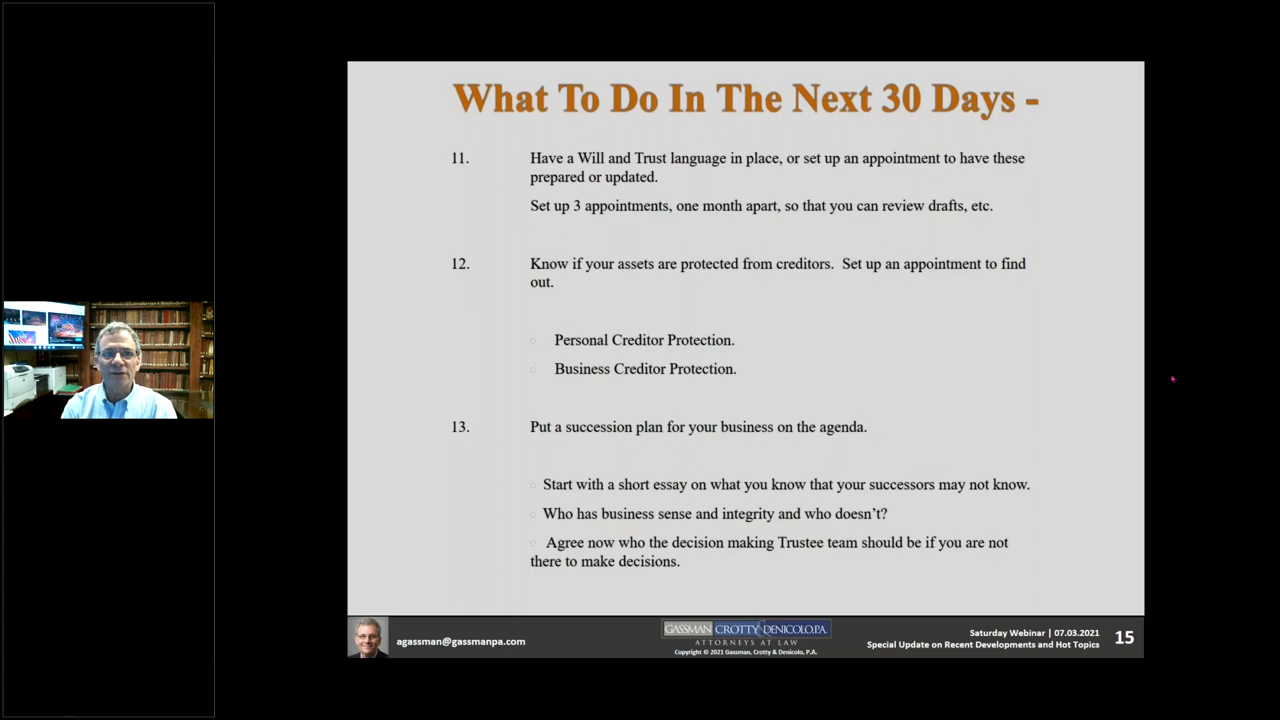 What To Do In The Next 30 Days -
11. Have a Will and Trust language in place, or set up an appointment to have these
prepared or updated.
Set up 3 appointments, one month apart, so that you can review drafts, etc.
12. Know if your assets are protected from creditors. Set up an appointment to find
out.
Personal Creditor Protection.
Business Creditor Protection.
13. Put a succession plan for your business on the agenda.
Start with a short essay on what you know that your successors may not know.
Who has business sense and integrity and who doesn’t?
Agree now who the decision making Trustee team should be if you are not
there to make decisions.
agassman@gassmanpa.com
GASSMAN CROTTY & DENICOLO, P.A.
ATTORNEYS AT LAW
Copyright © 2021 Gassman, Crotty & Denicolo, P.A.
Saturday Webinar | 07.03.2021
Special Update on Recent Developments and Hot Topics
15